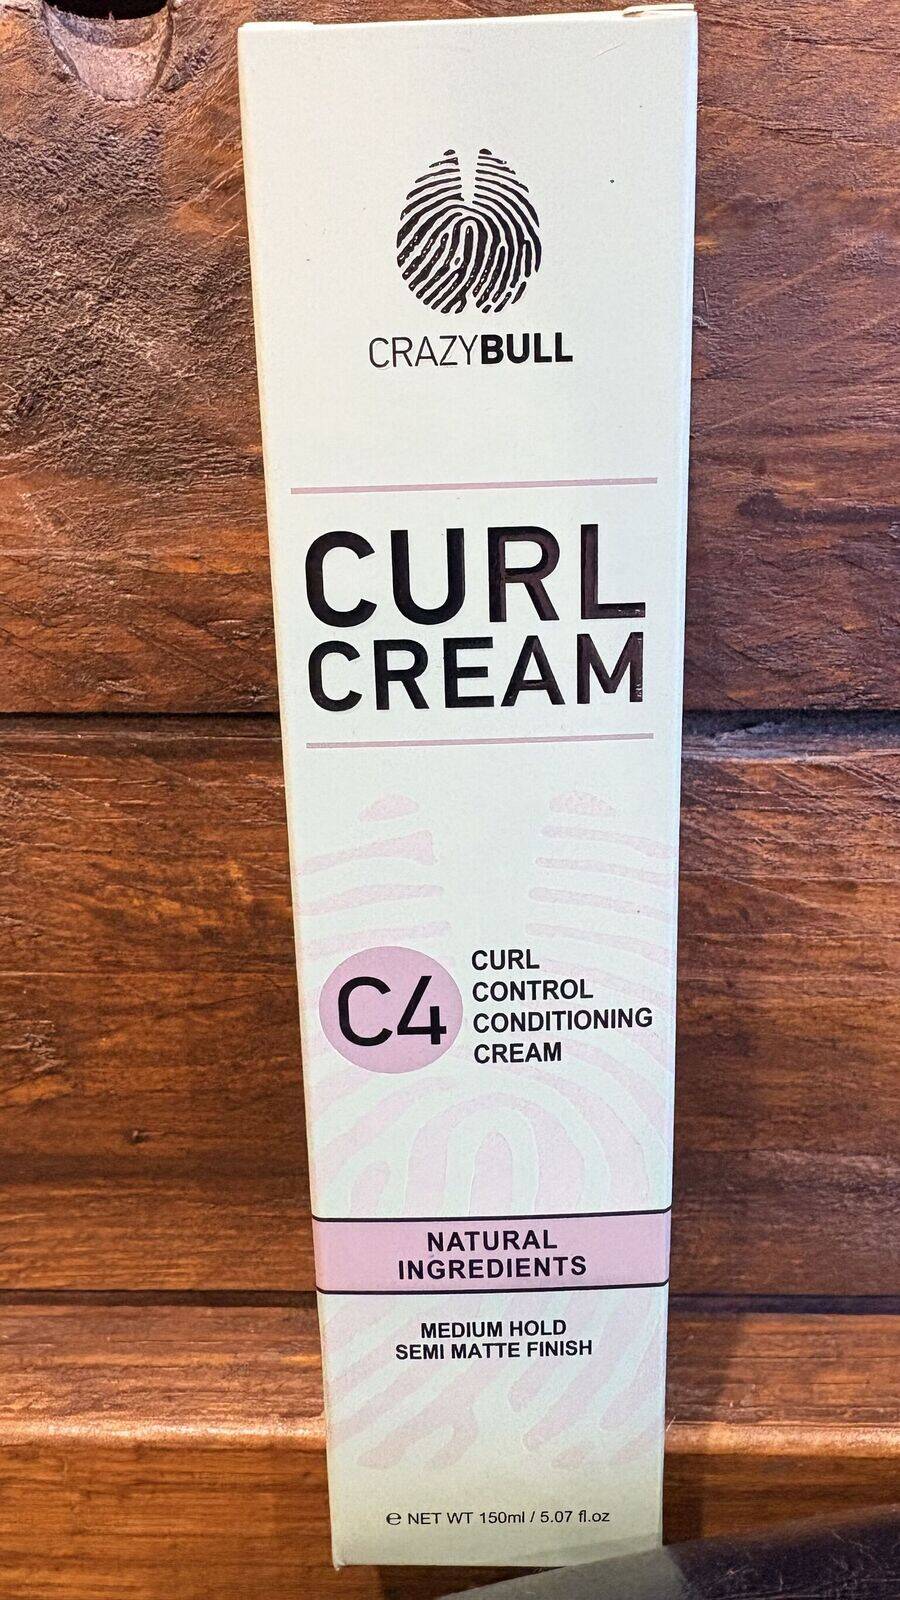 CRAZYBULL
CURL
CREAM
C4
CURL
CONTROL
CONDITIONING
CREAM
NATURAL
INGREDIENTS
MEDIUM HOLD
SEMI MATTE FINISH
℮ NET WT 150ml / 5.07 fl.oz